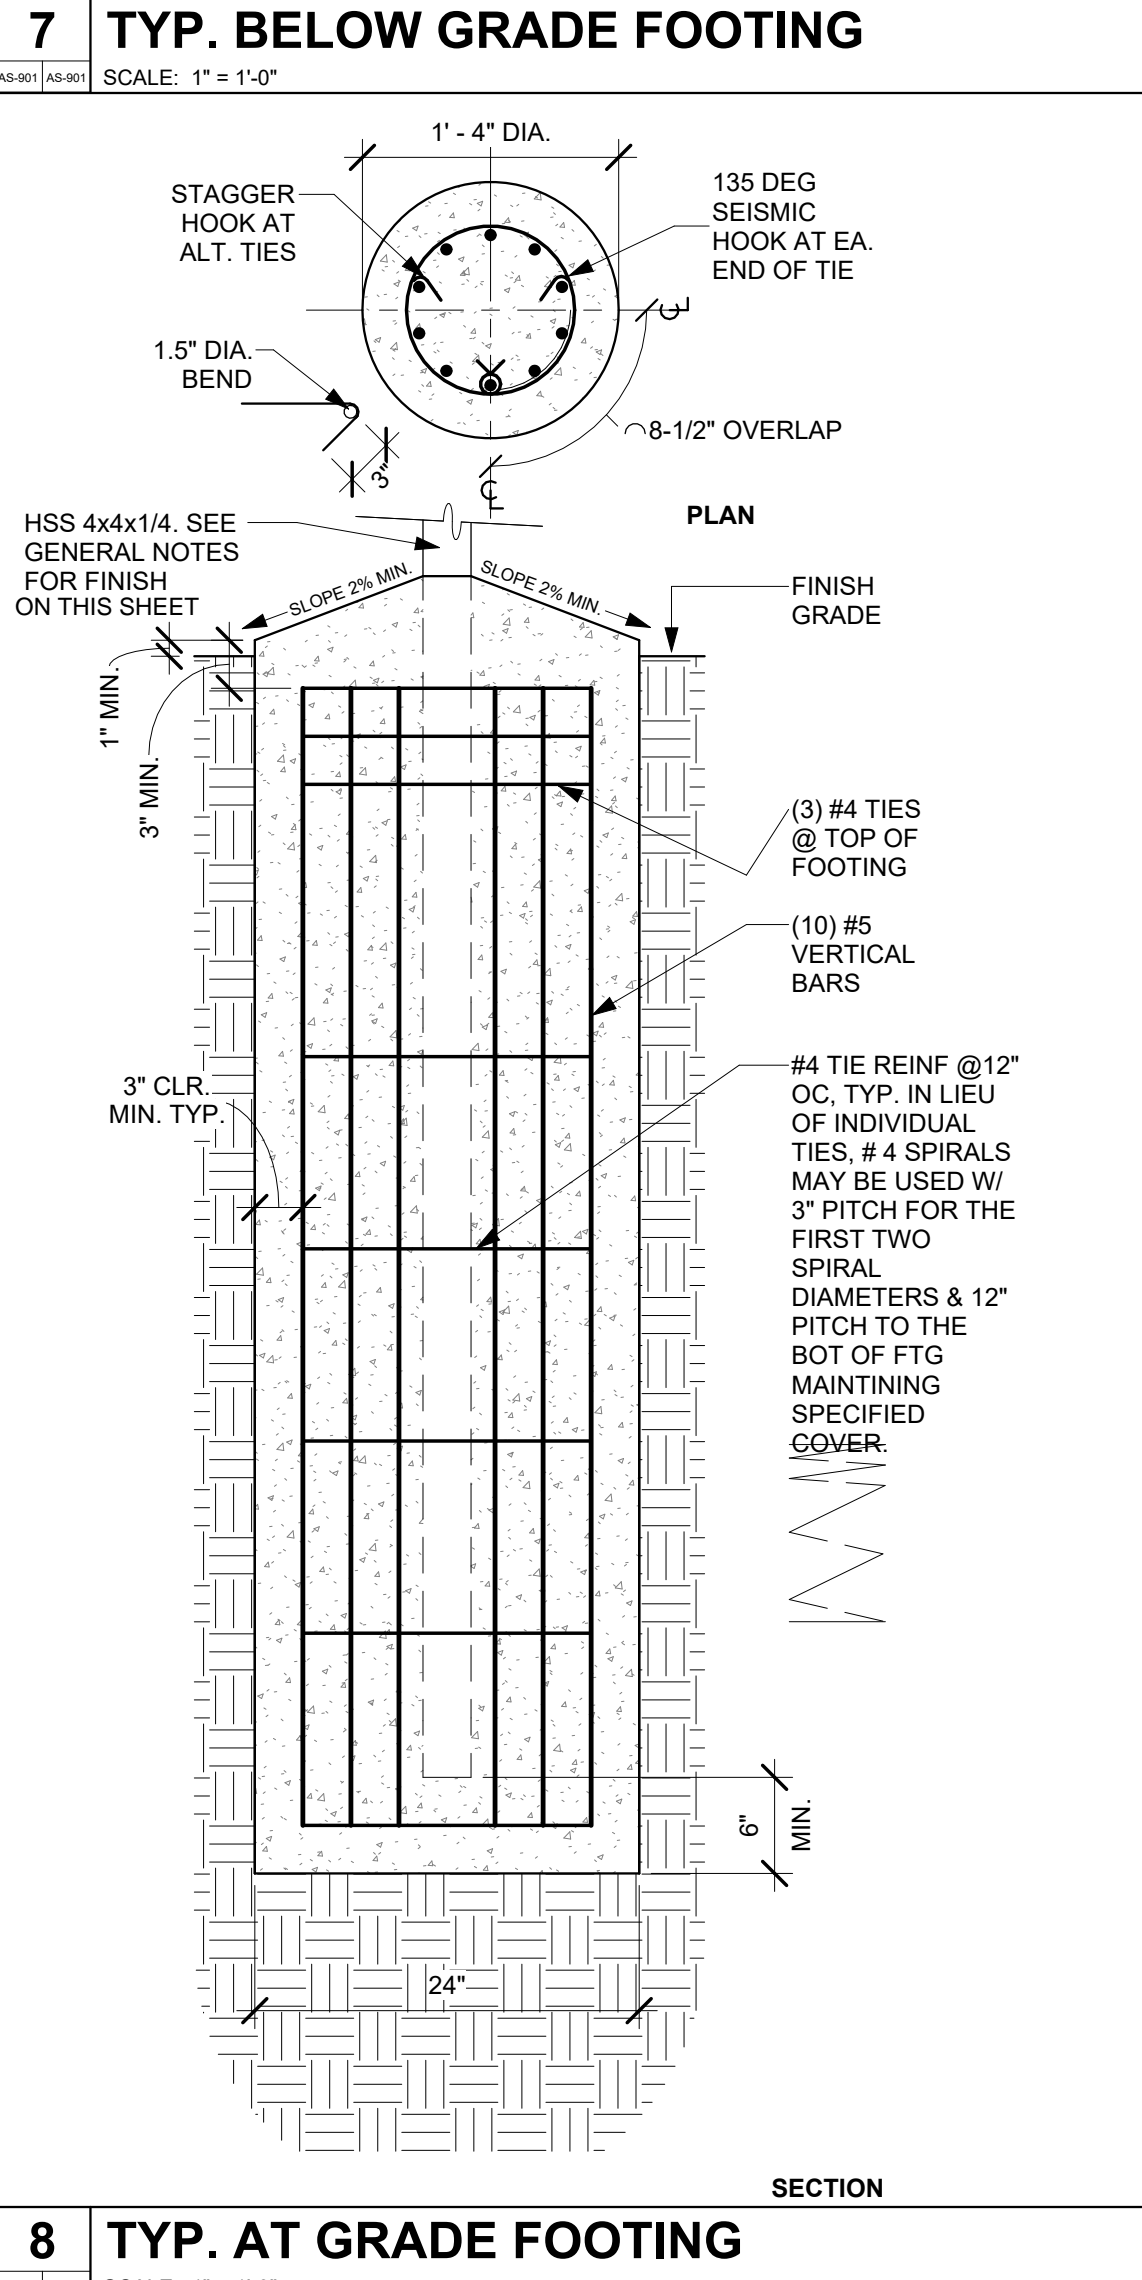 7
TYP. BELOW GRADE FOOTING
AS-901
AS-901
SCALE: 1" = 1'-0"
1' - 4" DIA.
STAGGER
HOOK AT
ALT. TIES
135 DEG
SEISMIC
HOOK AT EA.
END OF TIE
1.5" DIA.
BEND
3"
8-1/2" OVERLAP
PLAN
HSS 4x4x1/4. SEE
GENERAL NOTES
FOR FINISH
ON THIS SHEET
SLOPE 2% MIN.
SLOPE 2% MIN.
FINISH
GRADE
1" MIN.
3" MIN.
(3) #4 TIES
@ TOP OF
FOOTING
(10) #5
VERTICAL
BARS
3" CLR.
MIN. TYP.
#4 TIE REINF @12"
OC, TYP. IN LIEU
OF INDIVIDUAL
TIES, # 4 SPIRALS
MAY BE USED W/
3" PITCH FOR THE
FIRST TWO
SPIRAL
DIAMETERS & 12"
PITCH TO THE
BOT OF FTG
MAINTINING
SPECIFIED
COVER.
6"
MIN.
24"
SECTION
8
TYP. AT GRADE FOOTING